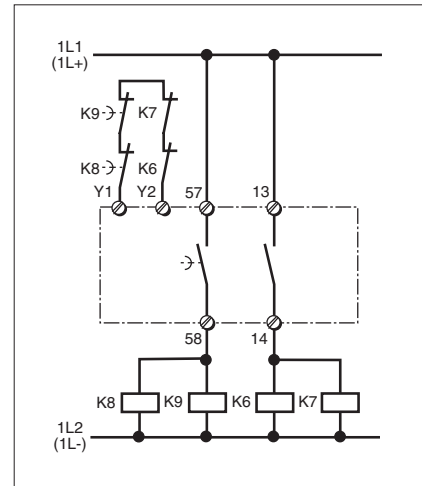 1L1
(1L+)
K9 K7
K8 K6
Y1 Y2 57 13
58 14
K8 K9 K6 K7
1L2
(1L-)